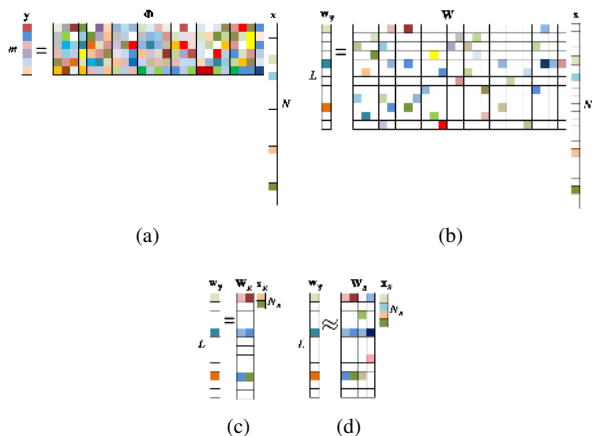 y Φ x
m =
N
(a)
w_y W x
=
L
N
(b)
w_y W_s x_s
=
N_s
L
(c)
w_y W_s x_s
≈
N_s
L
(d)